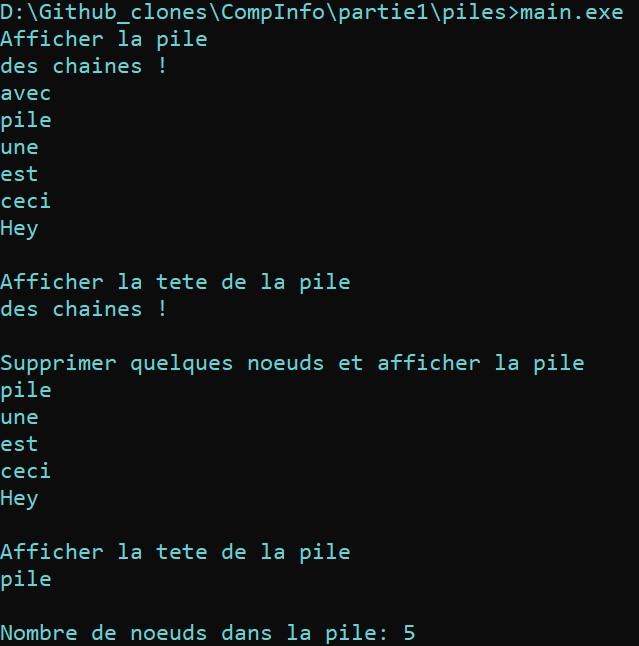 D:\Github_clones\CompInfo\partie1\piles>main.exe
Afficher la pile
des chaines !
avec
pile
une
est
ceci
Hey
Afficher la tete de la pile
des chaines !
Supprimer quelques noeuds et afficher la pile
pile
une
est
ceci
Hey
Afficher la tete de la pile
pile
Nombre de noeuds dans la pile: 5